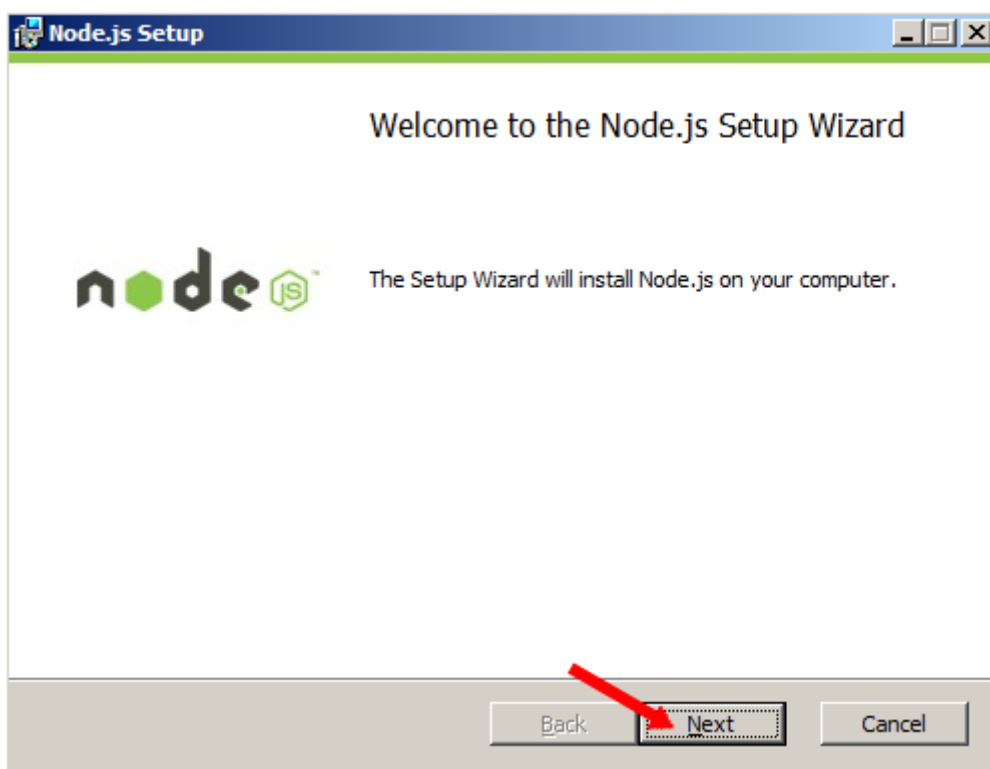 Node.js Setup
Welcome to the Node.js Setup Wizard
node JS™
The Setup Wizard will install Node.js on your computer.
Back Next Cancel